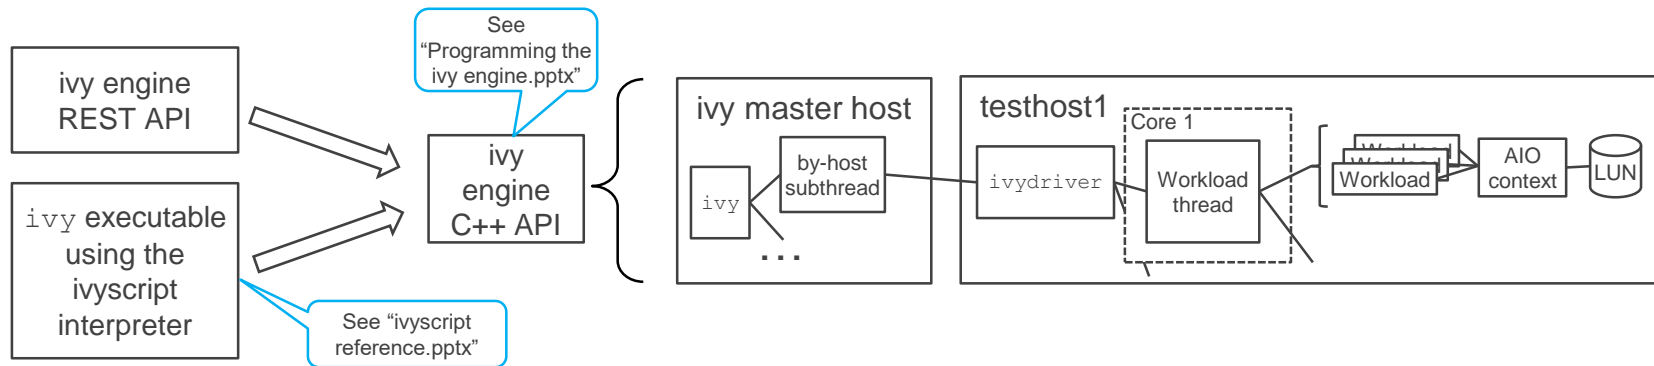 ivy engine
REST API
ivy executable
using the
ivyscript
interpreter
See
“Programming the
ivy engine.pptx”
ivy
engine
C++ API
See “ivyscript
reference.pptx”
ivy master host
ivy
by-host
subthread
...
testhost1
ivydriver
Core 1
Workload
thread
Workload
Workload
Workload
AIO
context
LUN